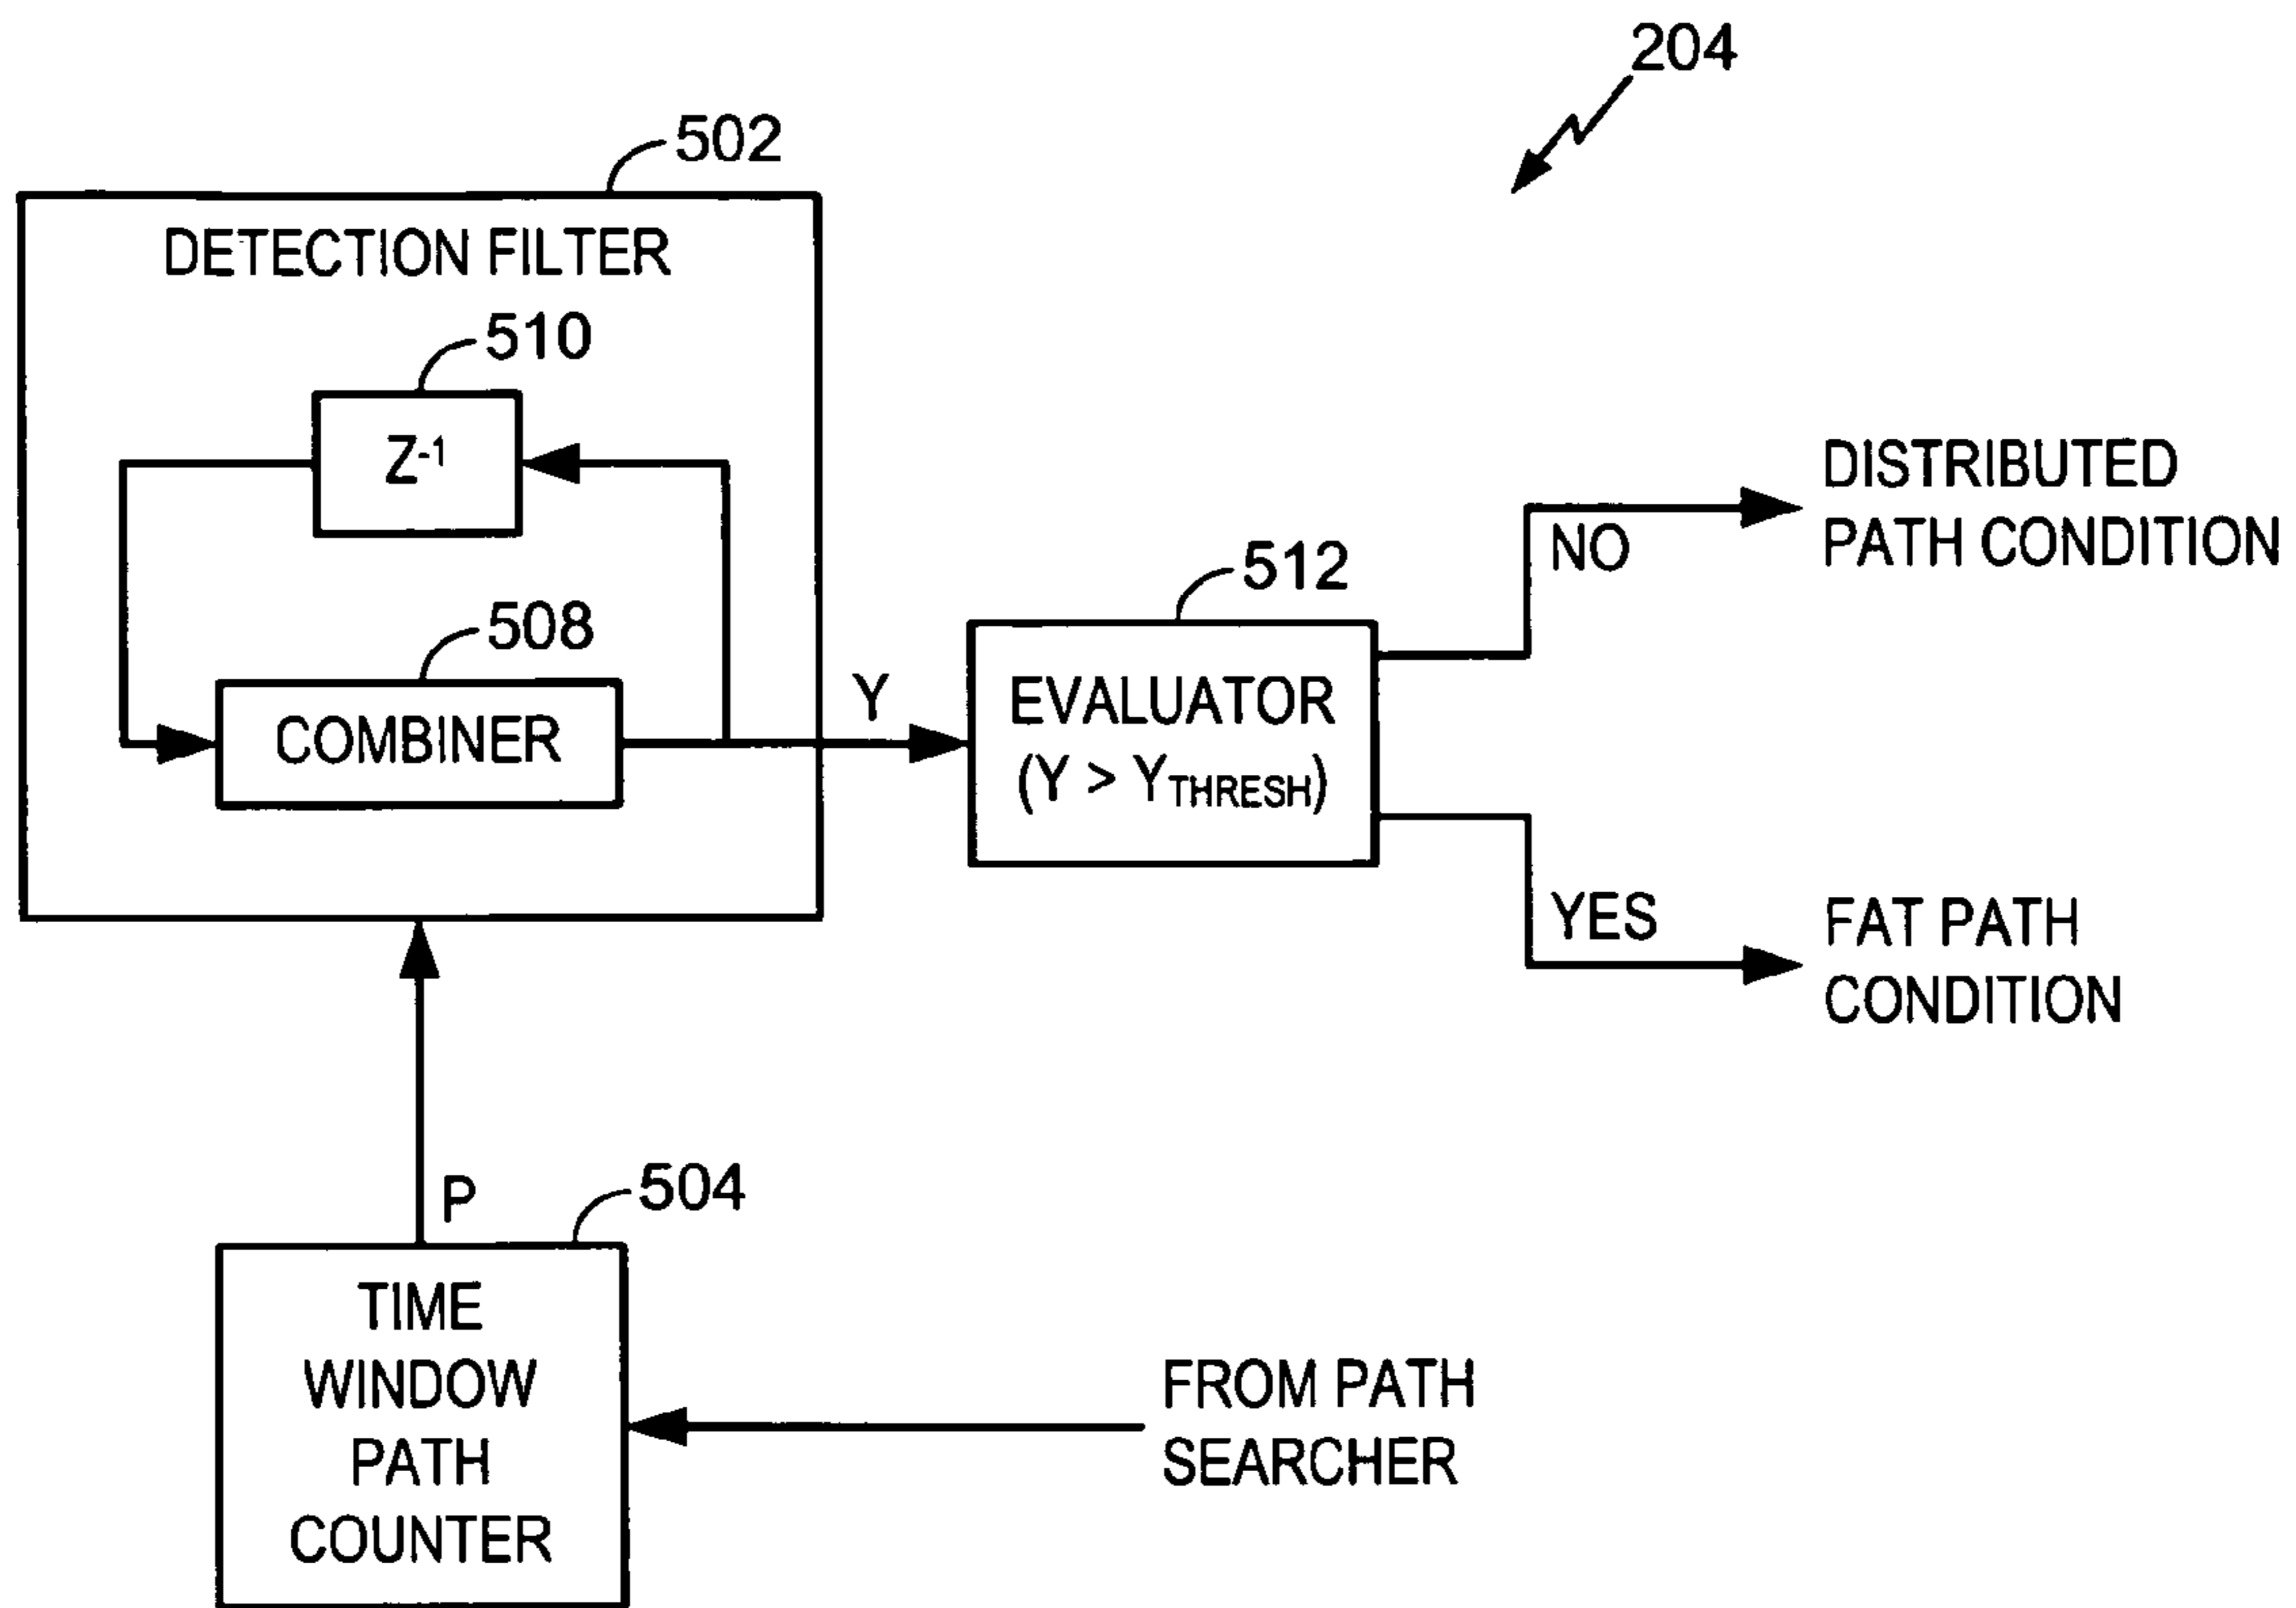 204
502
DETECTION FILTER
510
Z-1
508
COMBINER
Y
512
EVALUATOR
(Y > YTHRESH)
NO
DISTRIBUTED
PATH CONDITION
YES
FAT PATH
CONDITION
P
504
TIME
WINDOW
PATH
COUNTER
FROM PATH
SEARCHER